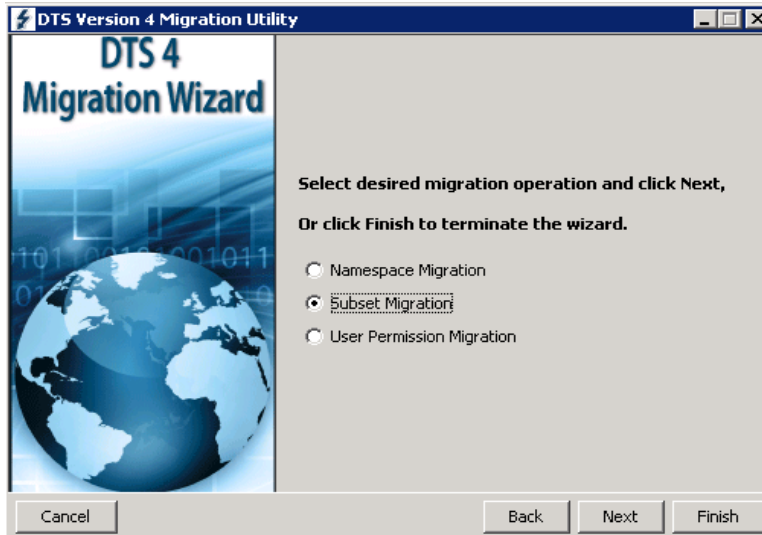 DTS Version 4 Migration Utility
DTS 4
Migration Wizard
Select desired migration operation and click Next,
Or click Finish to terminate the wizard.
Namespace Migration
Subset Migration
User Permission Migration
Cancel
Back
Next
Finish